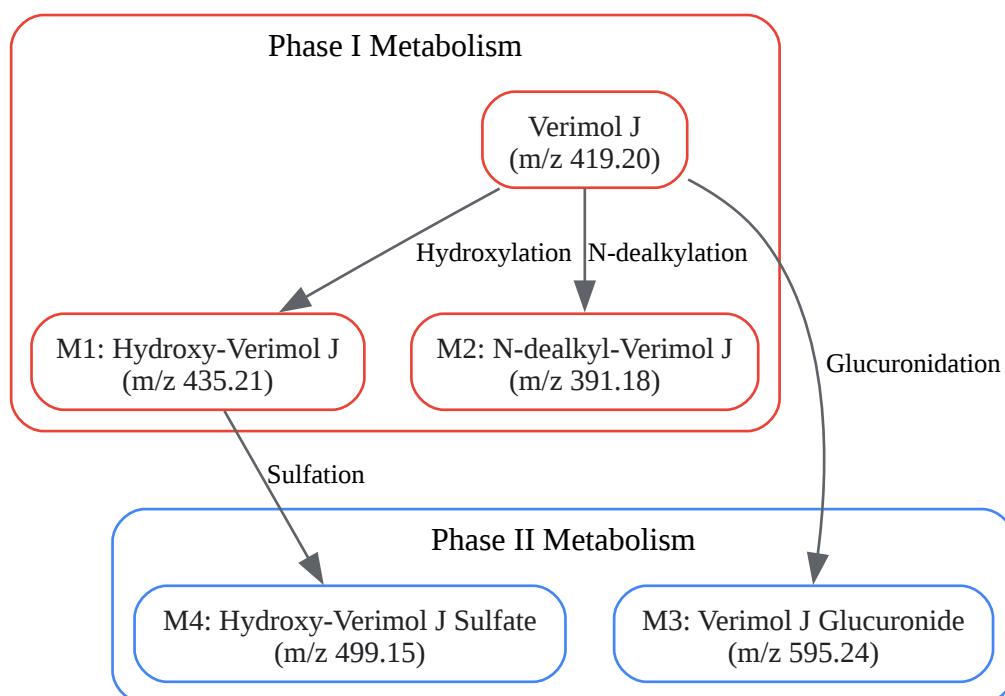 Phase I Metabolism
Verimol J
(m/z 419.20)
Hydroxylation
N-dealkylation
M1: Hydroxy-Verimol J
(m/z 435.21)
M2: N-dealkyl-Verimol J
(m/z 391.18)
Glucuronidation
Sulfation
Phase II Metabolism
M4: Hydroxy-Verimol J Sulfate
(m/z 499.15)
M3: Verimol J Glucuronide
(m/z 595.24)